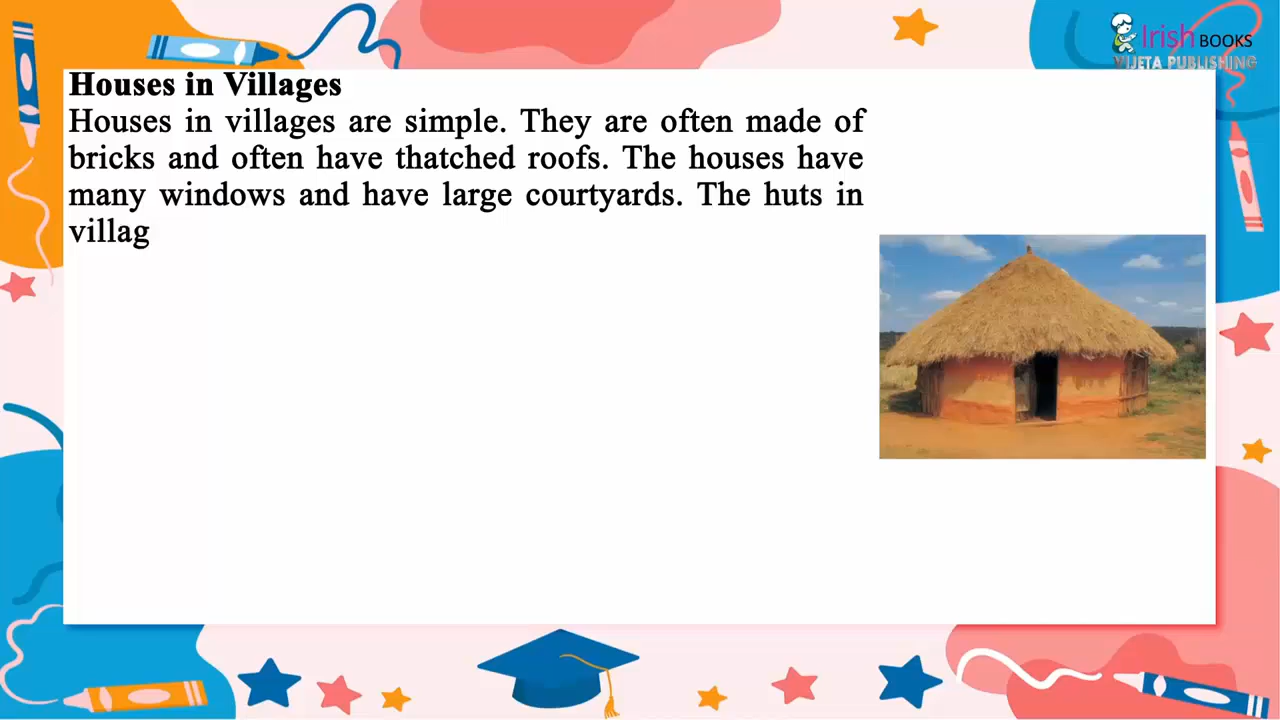 Irish BOOKS
VIJETA PUBLISHING
Houses in Villages
Houses in villages are simple. They are often made of
bricks and often have thatched roofs. The houses have
many windows and have large courtyards. The huts in
villag